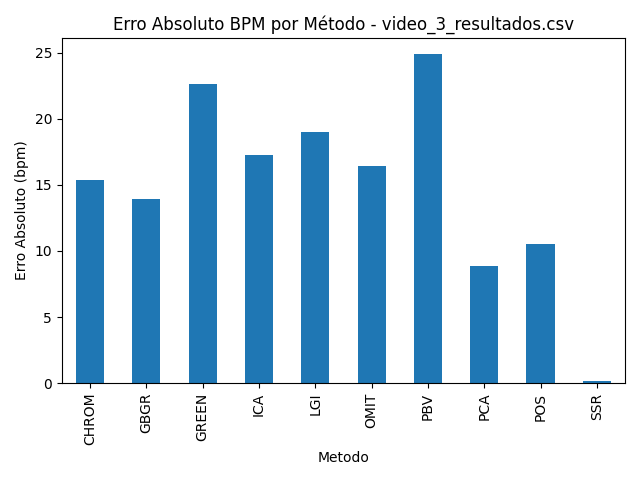 Erro Absoluto BPM por Método - video_3_resultados.csv
Erro Absoluto (bpm)
25
20
15
10
5
0
CHROM
GBGR
GREEN
ICA
LGI
OMIT
PBV
PCA
POS
SSR
Metodo